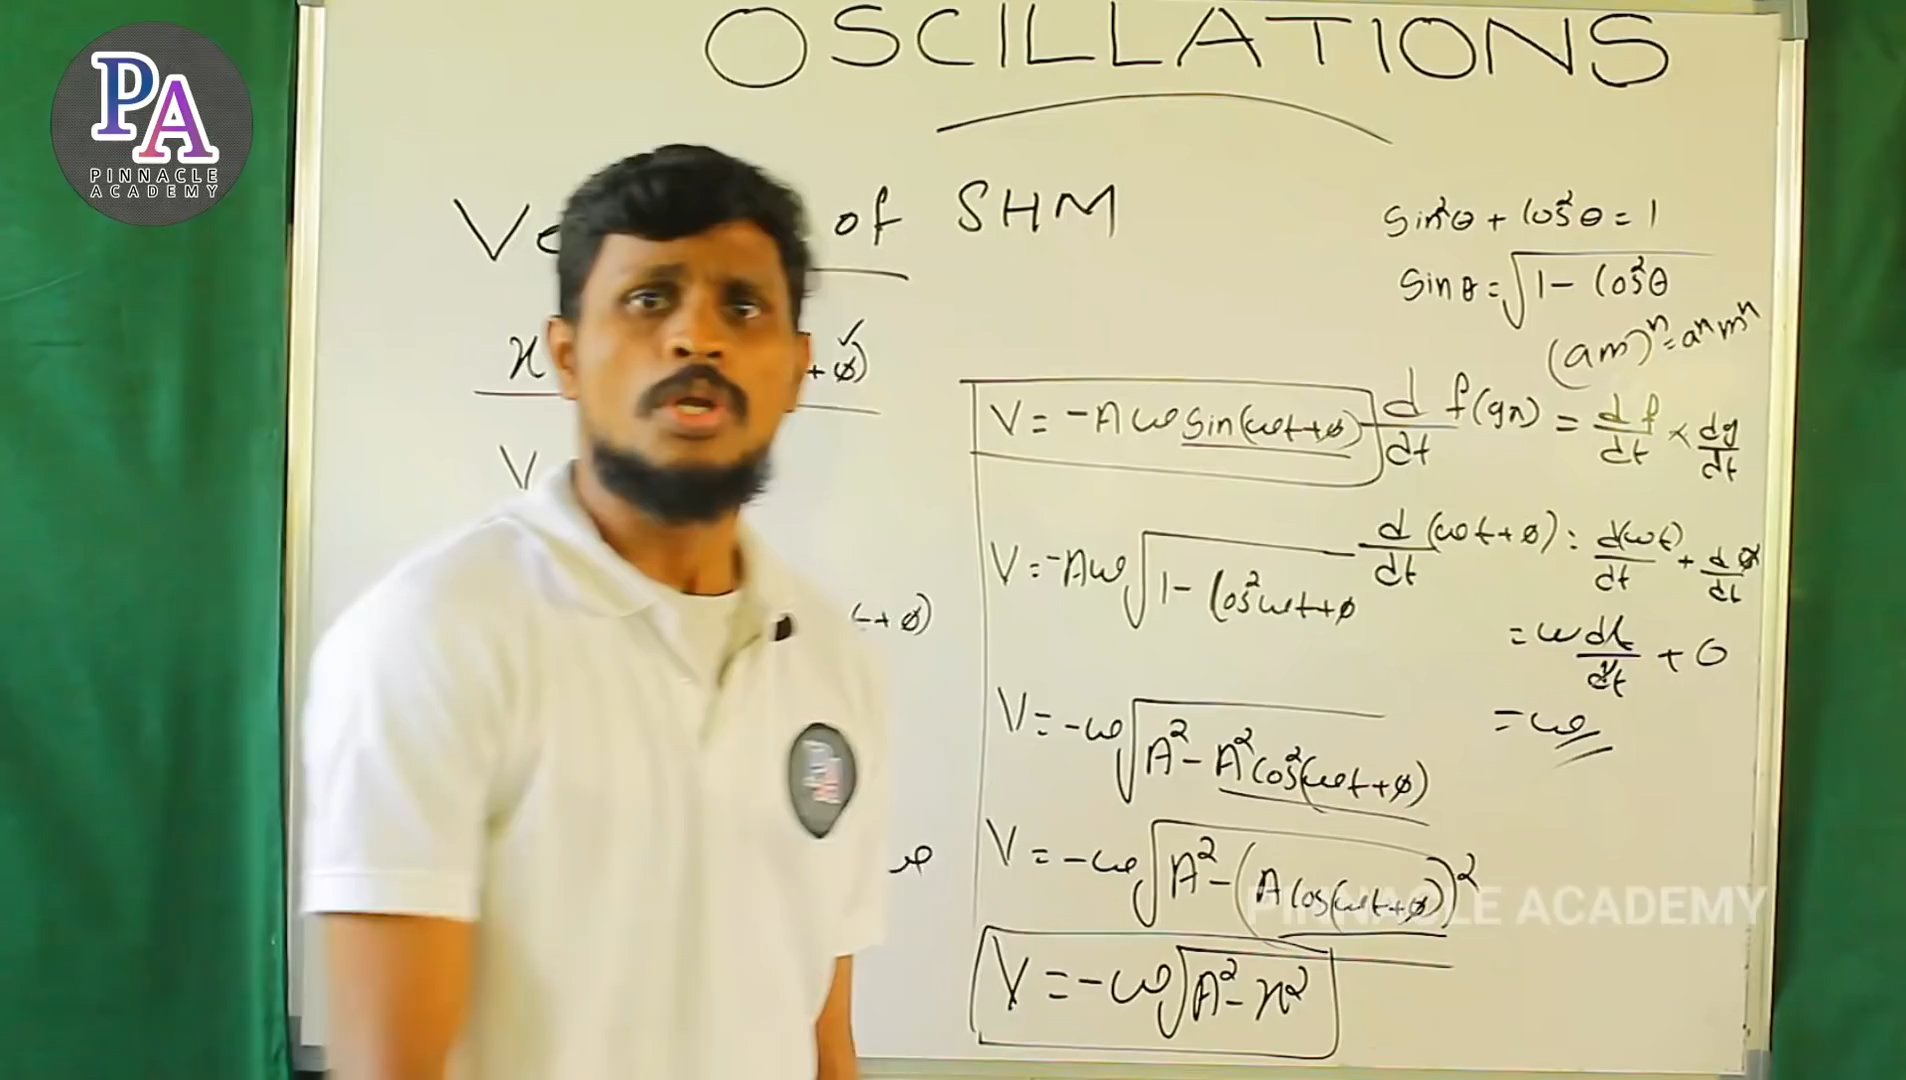 PA
PINNACLE
ACADEMY
OSCILLATIONS
of SHM
x + ϕ)
V
t+ϕ)
sin²θ + cos²θ = 1
sinθ = √1 - cos²θ
(am)ⁿ = aⁿmⁿ
V = -Aω sin(ωt+ϕ)
d/dt f(gx) = df/dt × dg/dt
V = -Aω√1 - cos²ωt+ϕ
d/dt (ωt+ϕ) : d(ωt)/dt + dϕ/dt
= ω dt/dt + 0
= ω
V = -ω√A² - A²cos²(ωt+ϕ)
V = -ω√A² - (A cos(ωt+ϕ))²
V = -ω√A² - x²
PINNACLE ACADEMY